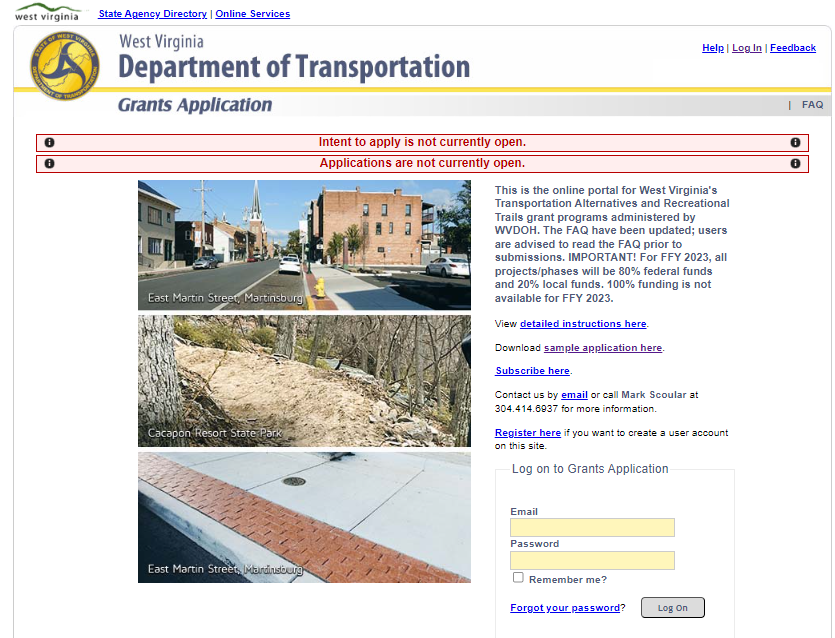 west virginia
State Agency Directory | Online Services
West Virginia
Department of Transportation
Help | Log In | Feedback
Grants Application
| FAQ
Intent to apply is not currently open.
Applications are not currently open.
East Martin Street, Martinsburg
Cacapon Resort State Park
East Martin Street, Martinsburg
This is the online portal for West Virginia's
Transportation Alternatives and Recreational
Trails grant programs administered by
WVDOH. The FAQ have been updated; users
are advised to read the FAQ prior to
submissions. IMPORTANT! For FFY 2023, all
projects/phases will be 80% federal funds
and 20% local funds. 100% funding is not
available for FFY 2023.
View detailed instructions here.
Download sample application here.
Subscribe here.
Contact us by email or call Mark Scoular at
304.414.6937 for more information.
Register here if you want to create a user account
on this site.
Log on to Grants Application
Email
Password
Remember me?
Forgot your password? Log On